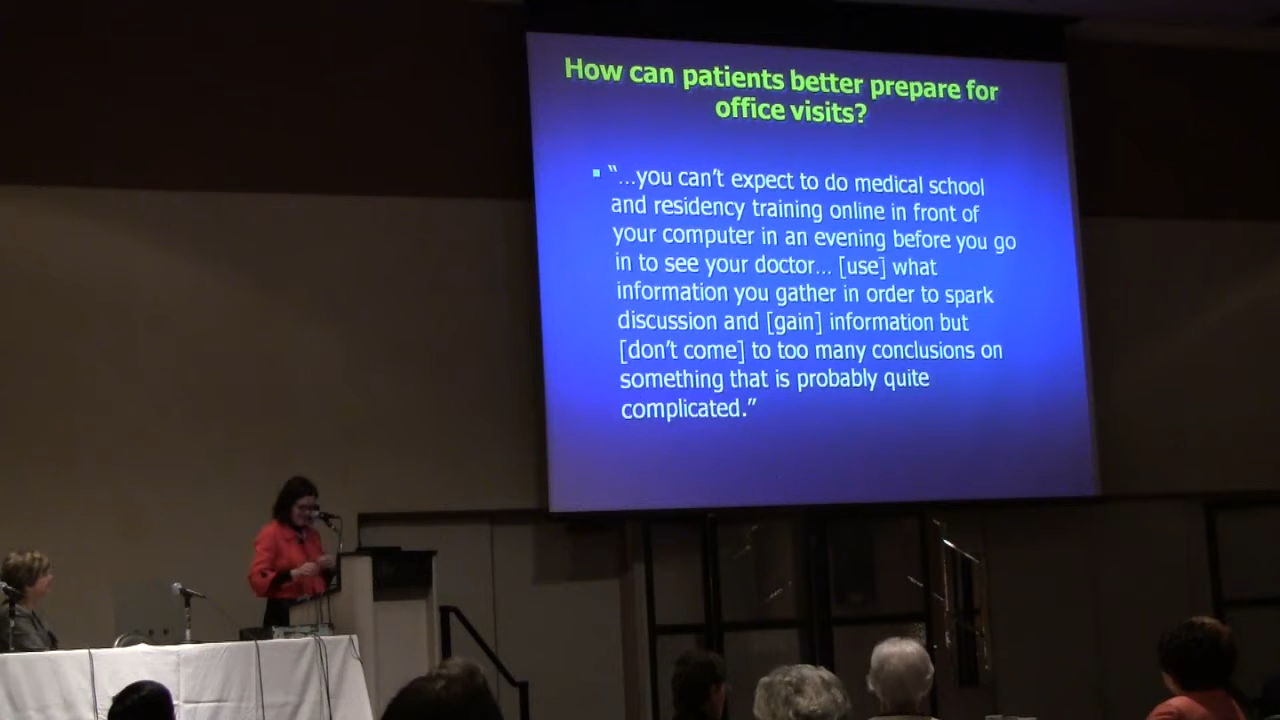 How can patients better prepare for
office visits?
▪ “...you can't expect to do medical school
and residency training online in front of
your computer in an evening before you go
in to see your doctor... [use] what
information you gather in order to spark
discussion and [gain] information but
[don't come] to too many conclusions on
something that is probably quite
complicated.”